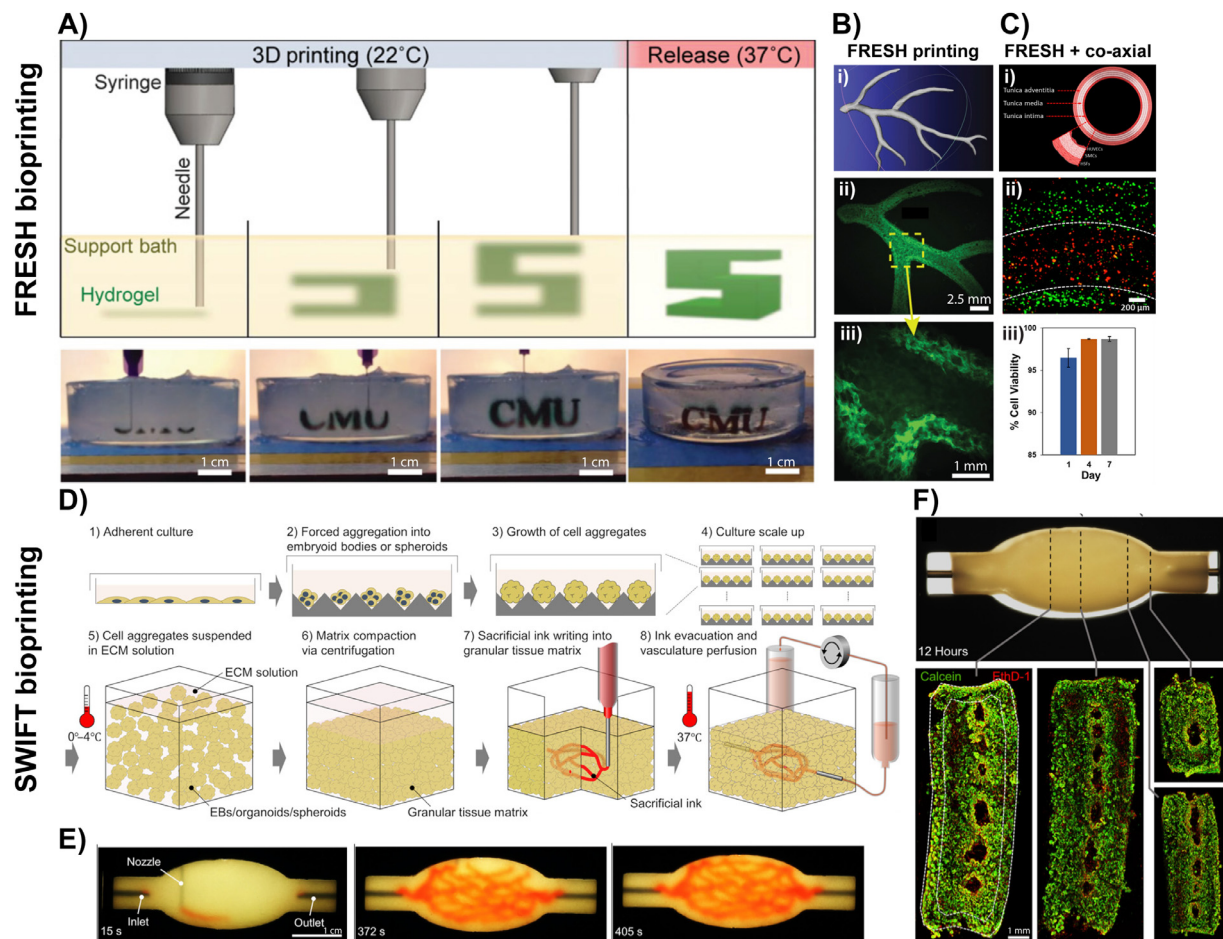 FRESH bioprinting
A)
3D printing (22°C)
Release (37°C)
Syringe
Needle
Support bath
Hydrogel
CMU
CMU
CMU
1 cm
1 cm
1 cm
1 cm
B)
FRESH printing
i)
ii)
2.5 mm
iii)
1 mm
C)
FRESH + co-axial
i)
Tunica adventitia
Tunica media
Tunica intima
HUVECs
SMCs
ii)
200 µm
iii)
100
95
90
85
% Cell Viability
1 4 7
Day
SWIFT bioprinting
D)
1) Adherent culture
2) Forced aggregation into
embryoid bodies or spheroids
3) Growth of cell aggregates
4) Culture scale up
5) Cell aggregates suspended
in ECM solution
ECM solution
0°–4°C
EBs/organoids/spheroids
6) Matrix compaction
via centrifugation
Granular tissue matrix
7) Sacrificial ink writing into
granular tissue matrix
Sacrificial ink
8) Ink evacuation and
vasculature perfusion
37°C
E)
Nozzle
Inlet
Outlet
15 s
1 cm
372 s
405 s
F)
12 Hours
Calcein
EthD-1
1 mm